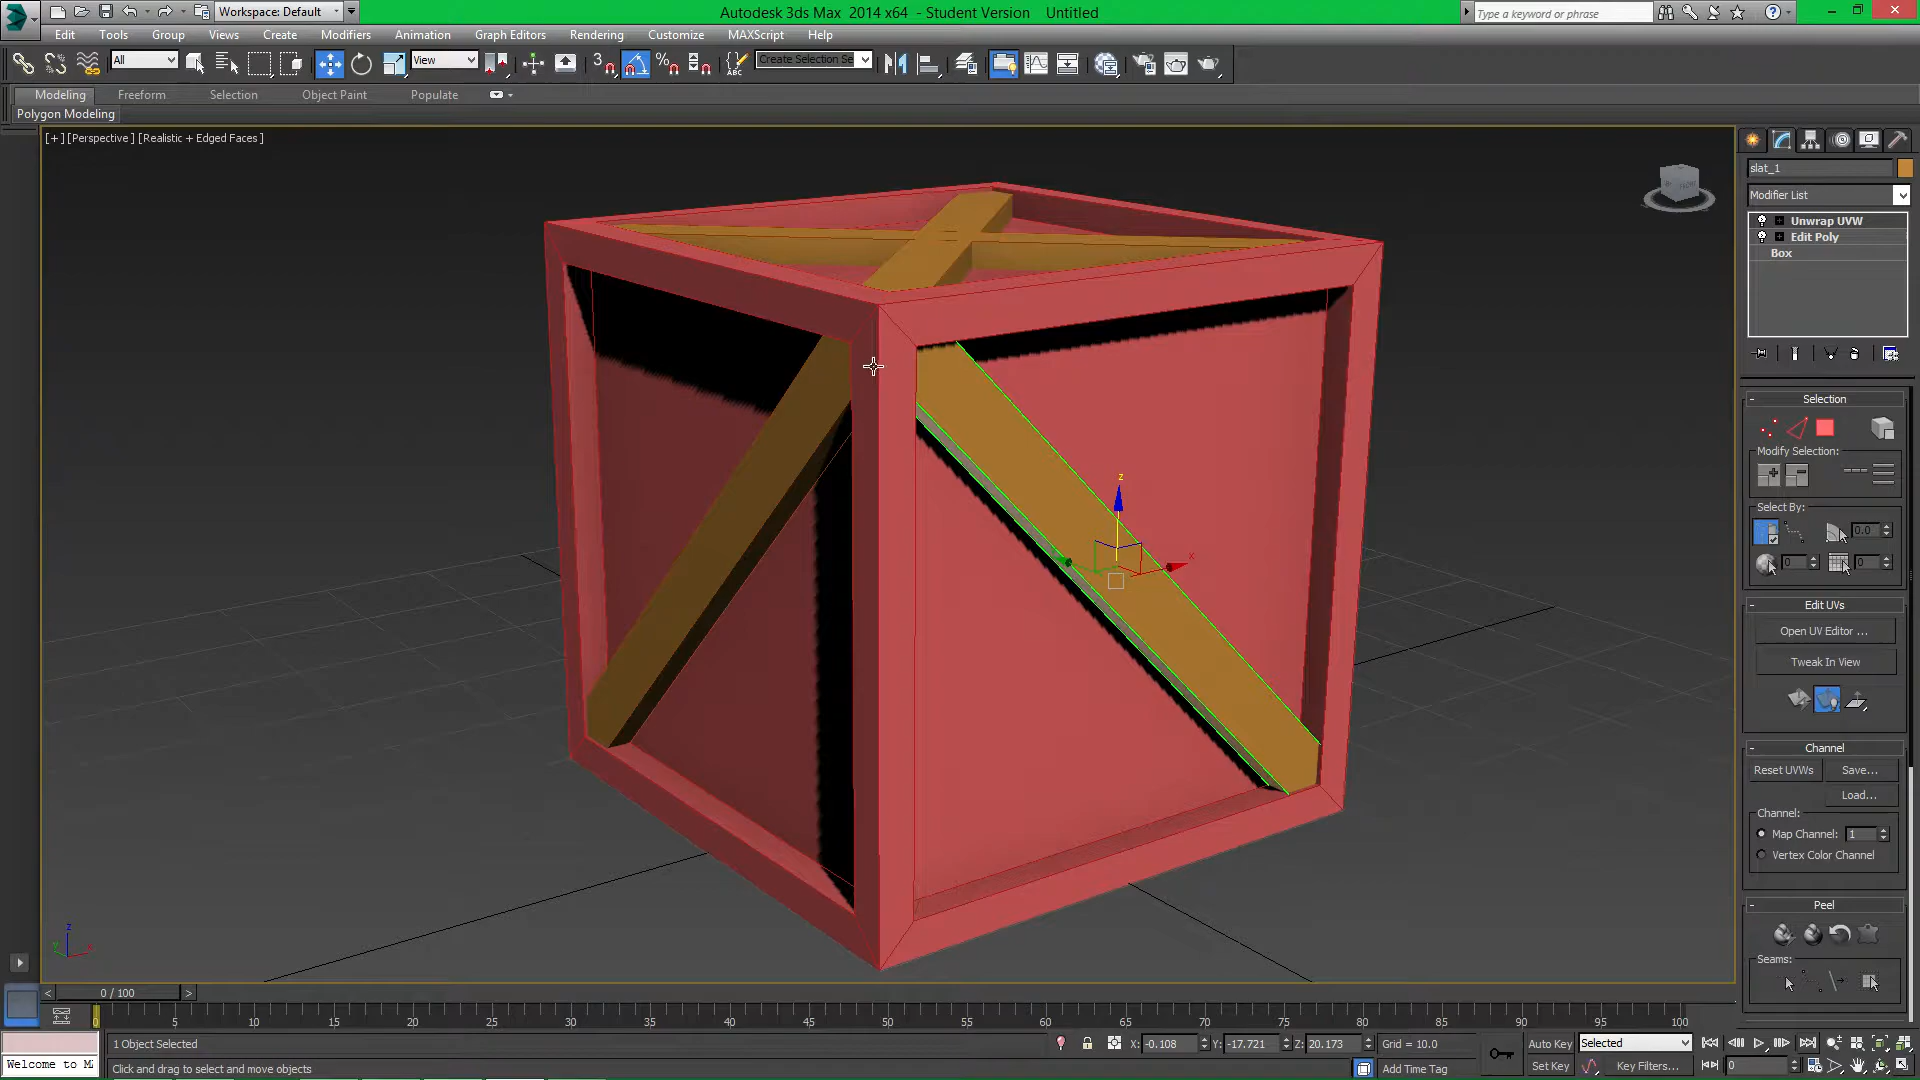 Workspace: Default
Autodesk 3ds Max 2014 x64 - Student Version Untitled
Type a keyword or phrase
Edit Tools Group Views Create Modifiers Animation Graph Editors Rendering Customize MAXScript Help
All
View
3
ABC
Create Selection Se
Modeling Freeform Selection Object Paint Populate
Polygon Modeling
[+] [Perspective] [Realistic + Edged Faces]
slat_1
Modifier List
Unwrap UVW
Edit Poly
Box
Selection
Modify Selection:
Select By:
0.0
0 0
Edit UVs
Open UV Editor ...
Tweak In View
Channel
Reset UVWs Save...
Load...
Channel:
Map Channel: 1
Vertex Color Channel
Peel
Seams:
z
x
z
y x
< 0 / 100 >
5 10 15 20 25 30 35 40 45 50 55 60 65 70 75 80 85 90 95 100
1 Object Selected X: -0.108 Y: -17.721 Z: 20.173 Grid = 10.0 Auto Key Selected
Welcome to M Click and drag to select and move objects Add Time Tag Set Key Key Filters... 0